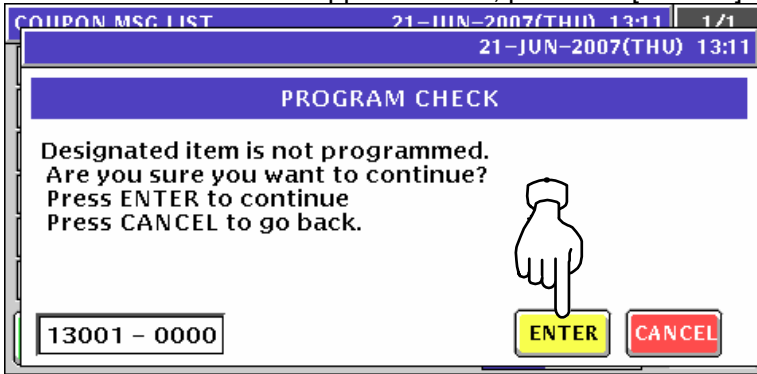 COUPON MSG LIST 21-JUN-2007(THU) 13:11 1/1
21-JUN-2007(THU) 13:11
PROGRAM CHECK
Designated item is not programmed.
Are you sure you want to continue?
Press ENTER to continue
Press CANCEL to go back.
13001 - 0000 ENTER CANCEL